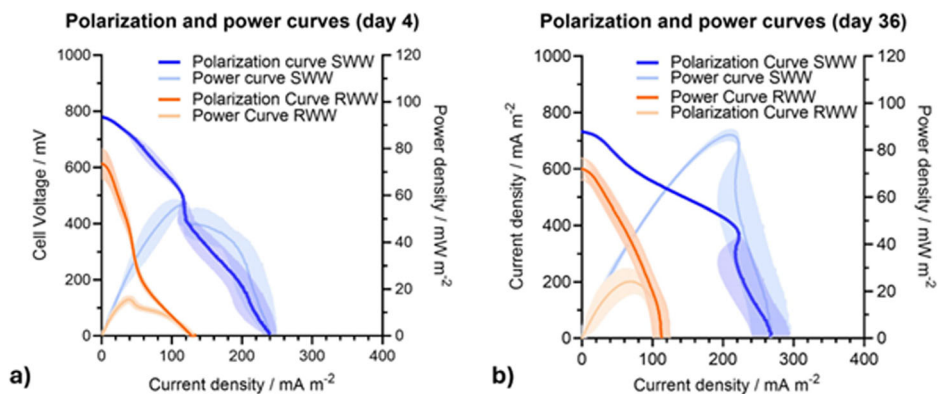 Polarization and power curves (day 4)
1000
800
600
400
200
0
Cell Voltage / mV
Polarization curve SWW
Power curve SWW
Polarization Curve RWW
Power Curve RWW
120
100
80
60
40
20
0
Power density / mW m-2
0 100 200 300 400
Current density / mA m-2
a)
Polarization and power curves (day 36)
1000
800
600
400
200
0
Current density / mA m-2
Polarization curve SWW
Power curve SWW
Power Curve RWW
Polarization Curve RWW
120
100
80
60
40
20
0
Power density / mW m-2
0 100 200 300 400
Current density / mA m-2
b)